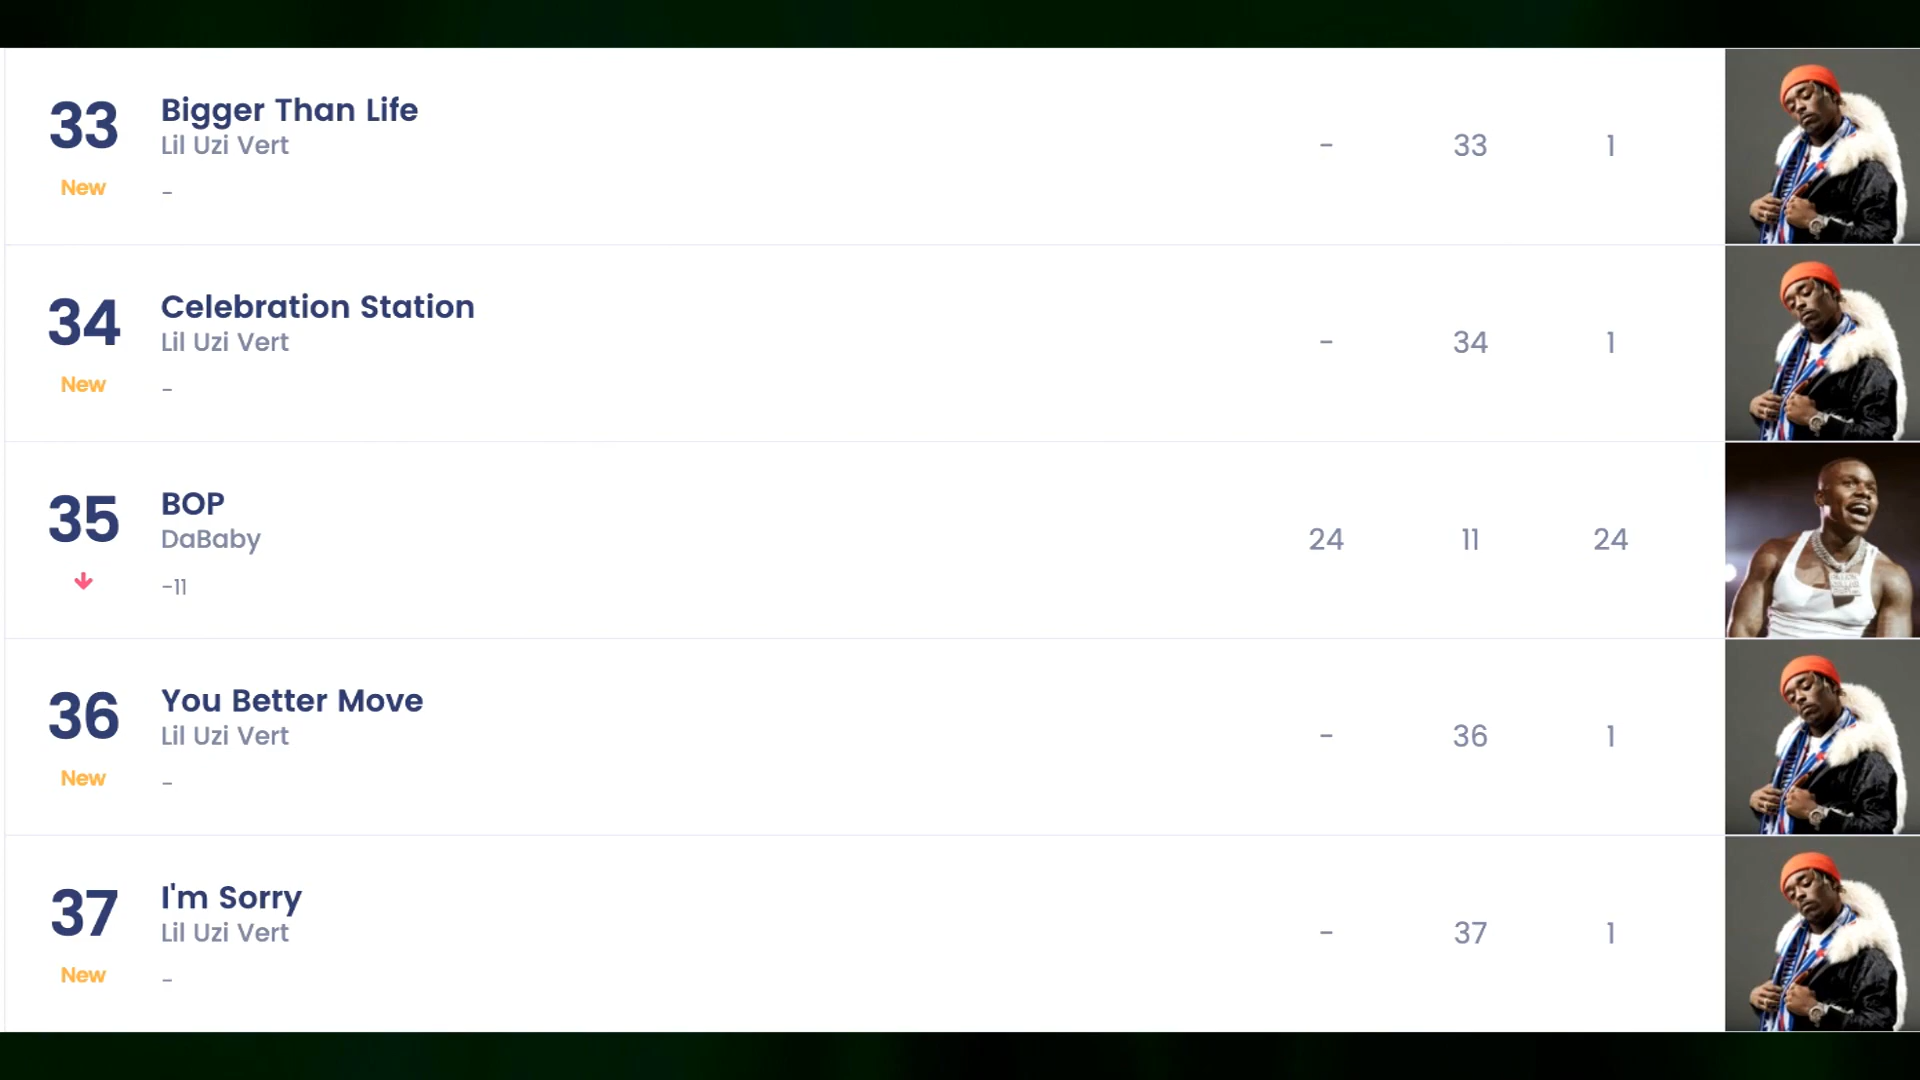 33 Bigger Than Life
Lil Uzi Vert - 33 1
New -
34 Celebration Station
Lil Uzi Vert - 34 1
New -
35 BOP
DaBaby 24 11 24
-11
36 You Better Move
Lil Uzi Vert - 36 1
New -
37 I'm Sorry
Lil Uzi Vert - 37 1
New -